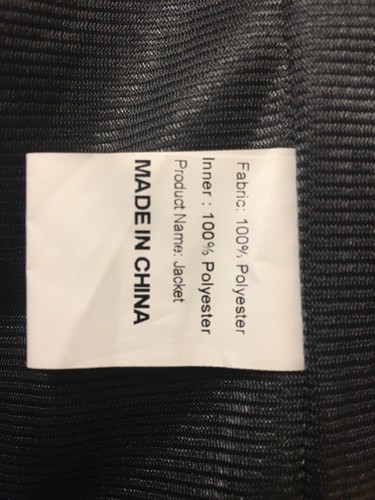 Fabric: 100% Polyester
Inner : 100% Polyester
Product Name: Jacket
MADE IN CHINA